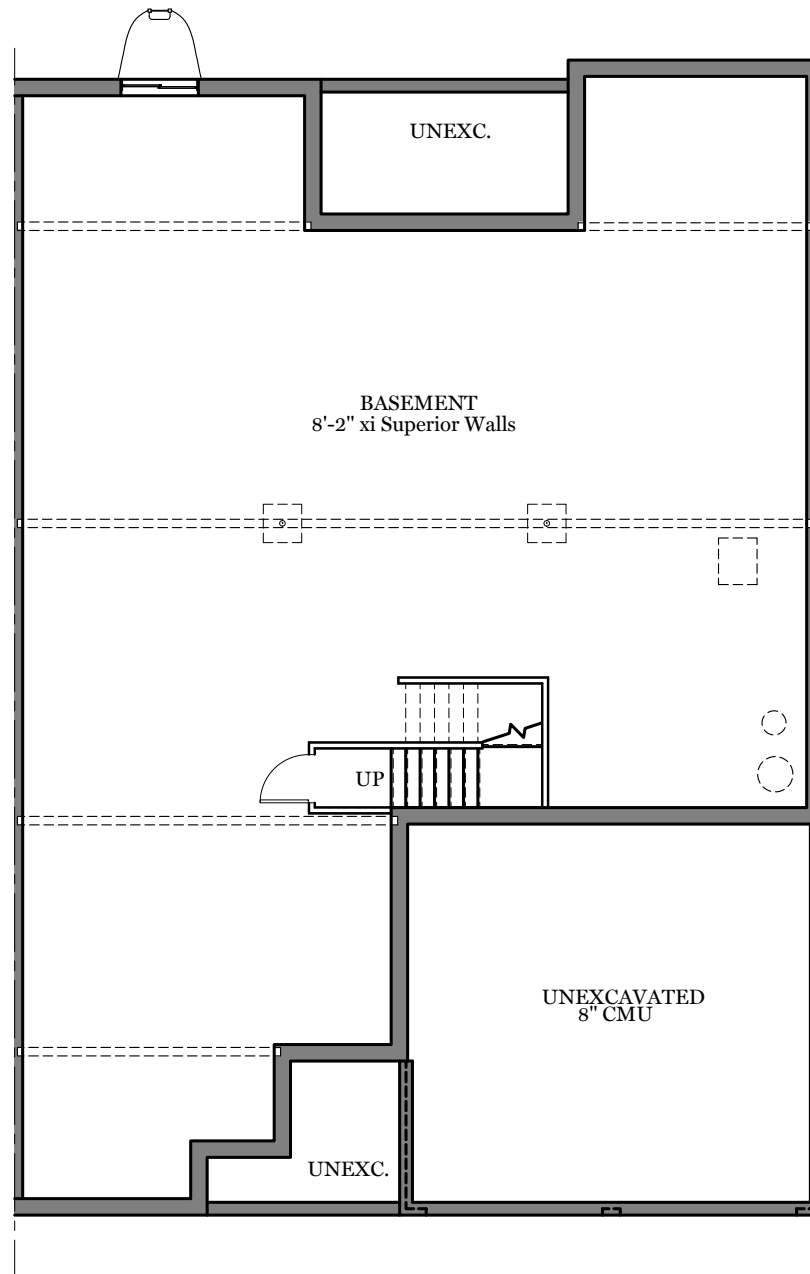 UNEXC.
BASEMENT
8'-2" xi Superior Walls
UP
UNEXCAVATED
8" CMU
UNEXC.